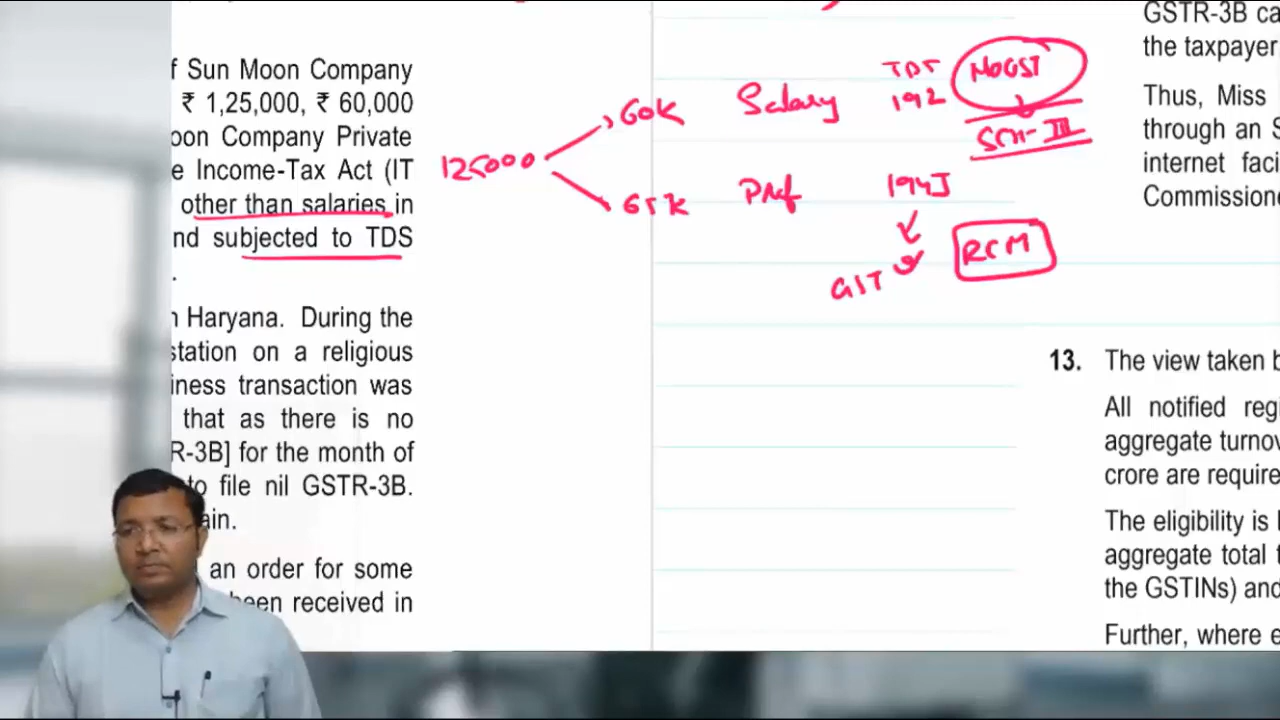 f Sun Moon Company
₹ 1,25,000, ₹ 60,000
oon Company Private
e Income-Tax Act (IT
other than salaries in
nd subjected to TDS
.
n Haryana. During the
station on a religious
iness transaction was
that as there is no
R-3B] for the month of
to file nil GSTR-3B.
ain.
an order for some
been received in
125000
60K Salary TDS 192 NOGST
SCH-III
65K Prof 194J
GST RCM
GSTR-3B ca
the taxpayer
Thus, Miss
through an S
internet faci
Commissione
13. The view taken b
All notified regi
aggregate turnov
crore are require
The eligibility is b
aggregate total t
the GSTINs) and
Further, where e